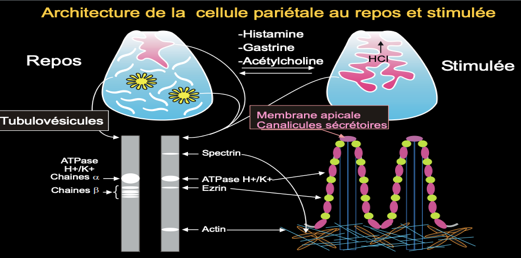 Architecture de la cellule pariétale au repos et stimulée
Repos
-Histamine
-Gastrine
-Acétylcholine
HCl
Stimulée
Tubulovésicules
Membrane apicale
Canalicules sécrétoires
ATPase
H+/K+
Chaines α
Chaines β
Spectrin
ATPase H+/K+
Ezrin
Actin